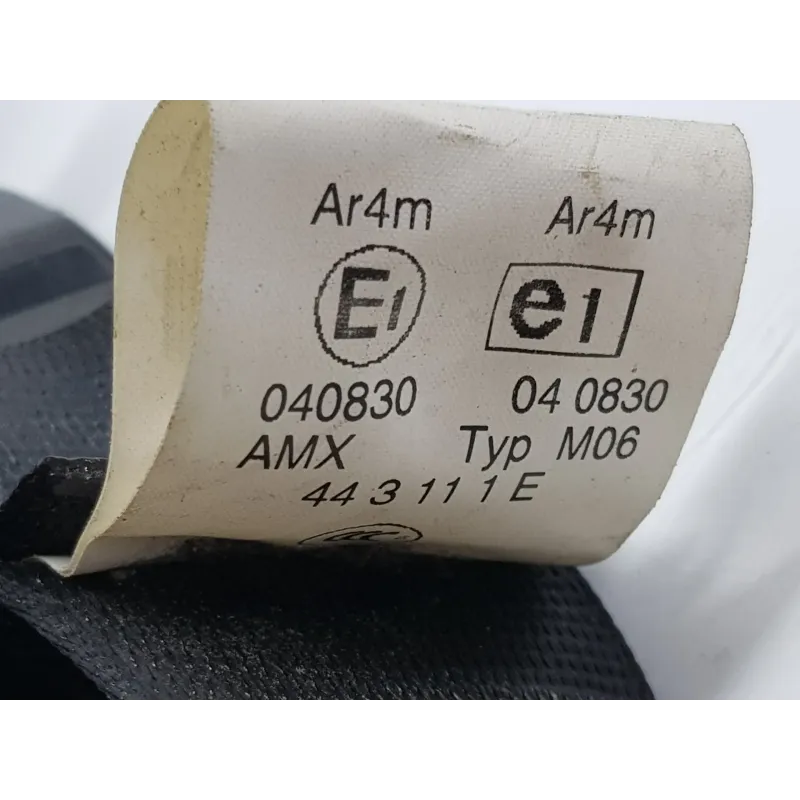 Ar4m Ar4m
E1 e1
040830 04 0830
AMX Typ M06
44 3 11 1 E